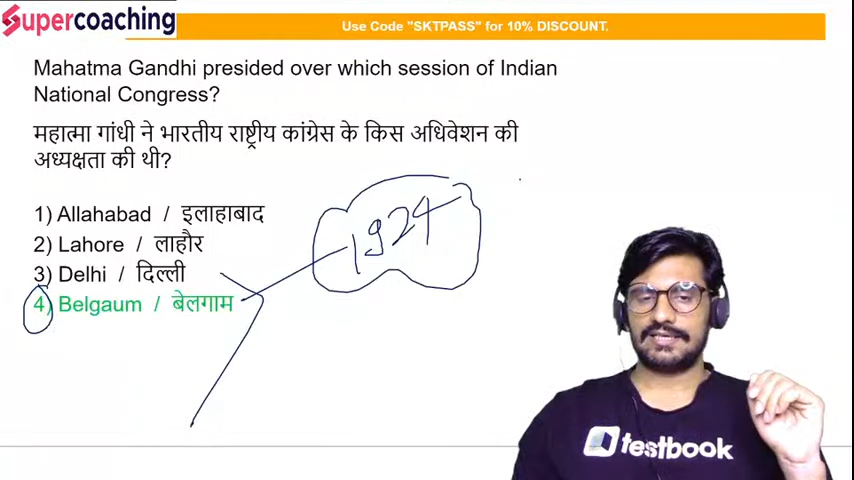 Supercoaching
Use Code "SKTPASS" for 10% DISCOUNT.
Mahatma Gandhi presided over which session of Indian
National Congress?
महात्मा गांधी ने भारतीय राष्ट्रीय कांग्रेस के किस अधिवेशन की
अध्यक्षता की थी?
1) Allahabad / इलाहाबाद
2) Lahore / लाहौर
3) Delhi / दिल्ली
4) Belgaum / बेलगाम
1924
testbook